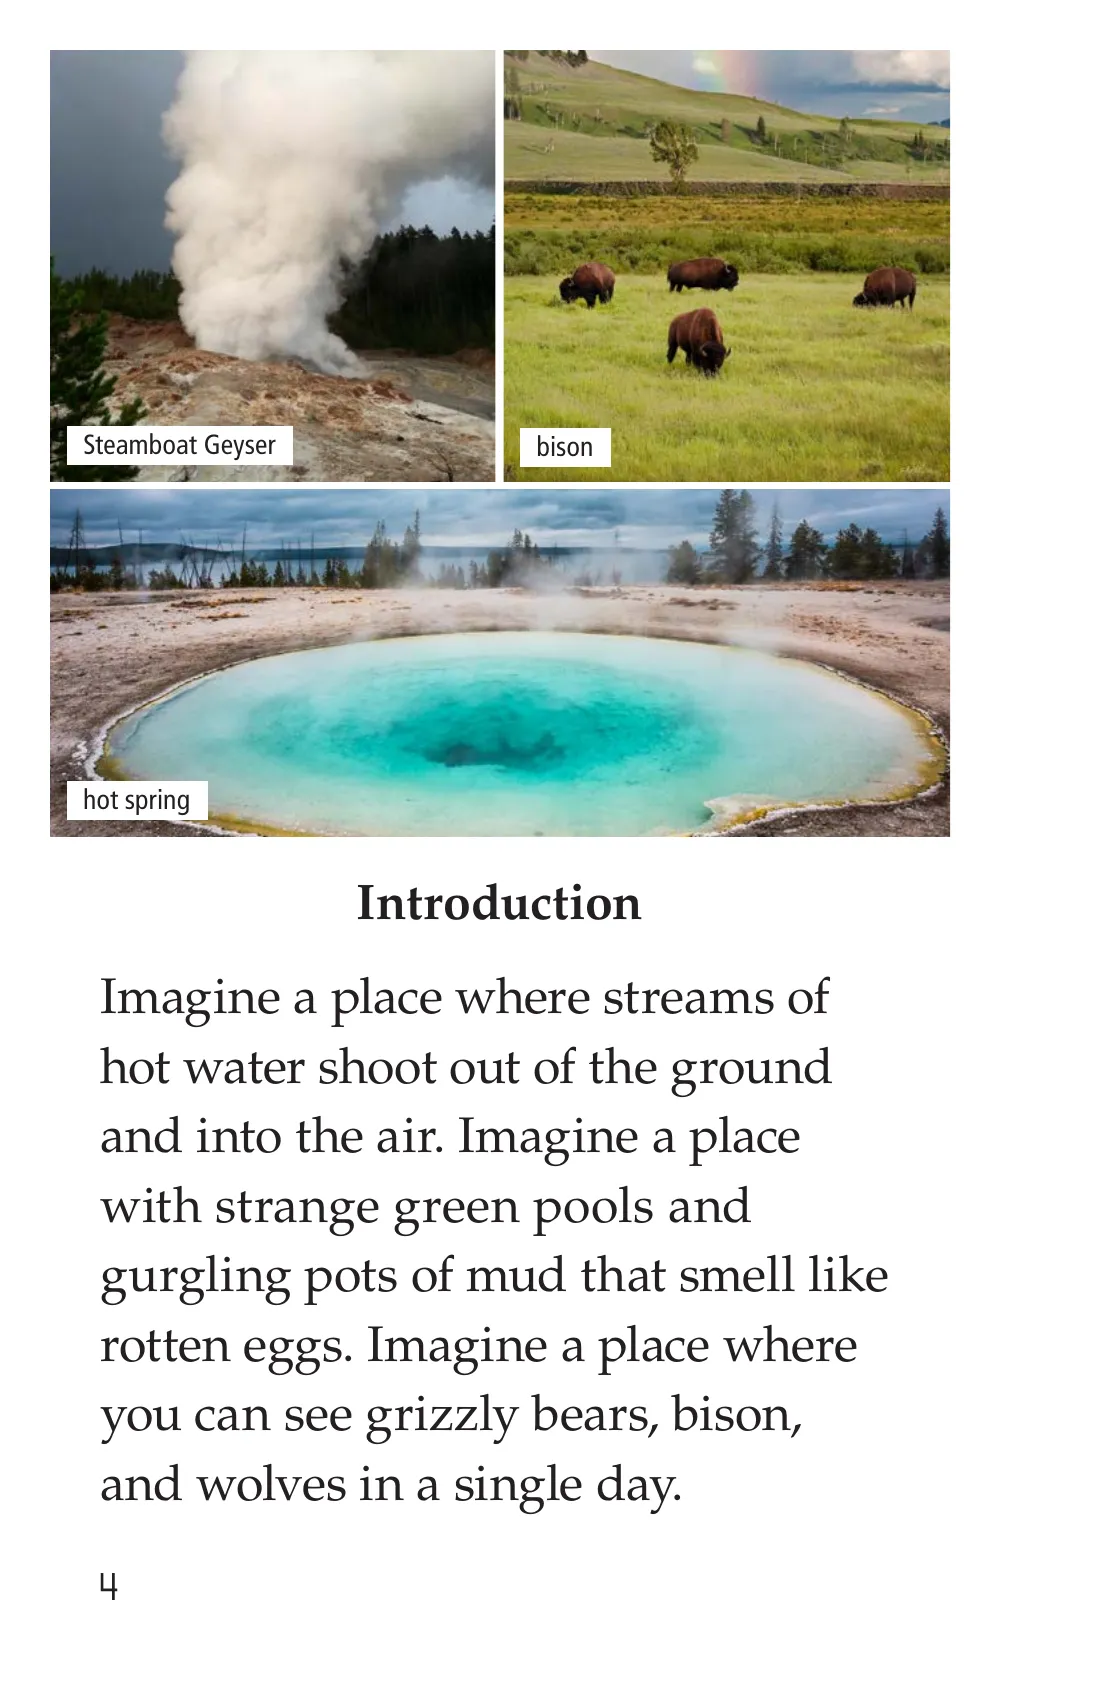 Steamboat Geyser
bison
hot spring
Introduction
Imagine a place where streams of
hot water shoot out of the ground
and into the air. Imagine a place
with strange green pools and
gurgling pots of mud that smell like
rotten eggs. Imagine a place where
you can see grizzly bears, bison,
and wolves in a single day.
4